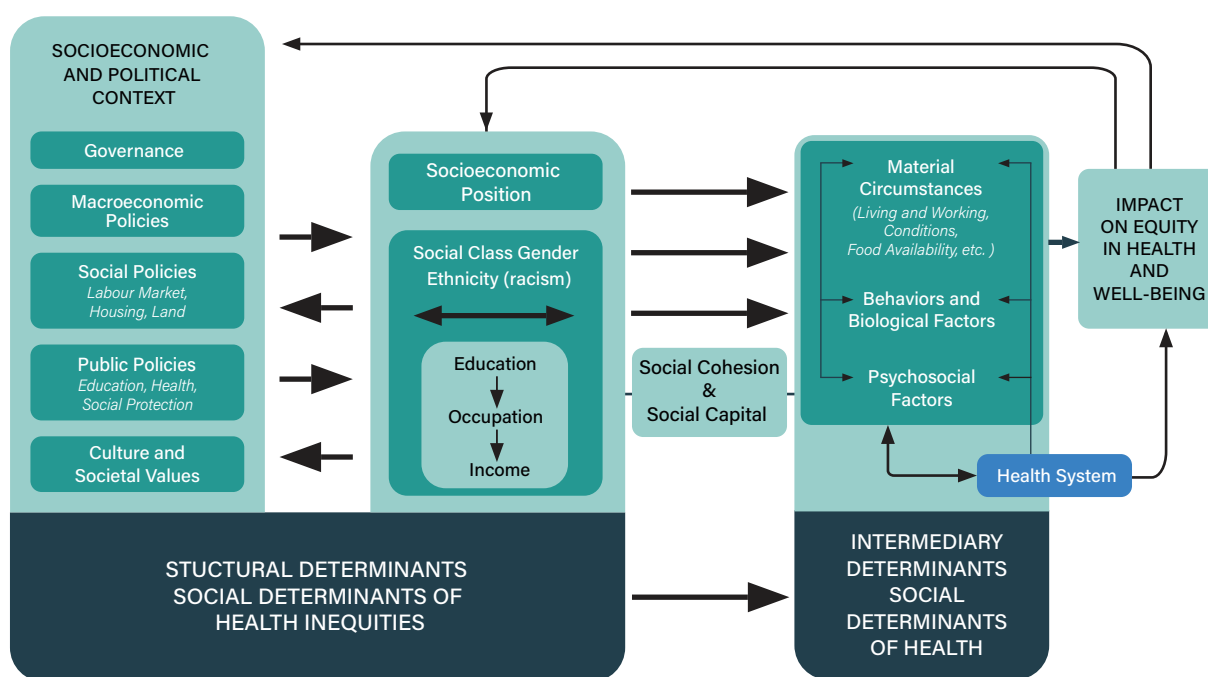 SOCIOECONOMIC
AND POLITICAL
CONTEXT
Governance
Macroeconomic
Policies
Social Policies
Labour Market,
Housing, Land
Public Policies
Education, Health,
Social Protection
Culture and
Societal Values
Socioeconomic
Position
Social Class Gender
Ethnicity (racism)
Education
Occupation
Income
Social Cohesion
&
Social Capital
Material
Circumstances
(Living and Working,
Conditions,
Food Availability, etc. )
Behaviors and
Biological Factors
Psychosocial
Factors
Health System
IMPACT
ON EQUITY
IN HEALTH
AND
WELL-BEING
STUCTURAL DETERMINANTS
SOCIAL DETERMINANTS OF
HEALTH INEQUITIES
INTERMEDIARY
DETERMINANTS
SOCIAL
DETERMINANTS
OF HEALTH